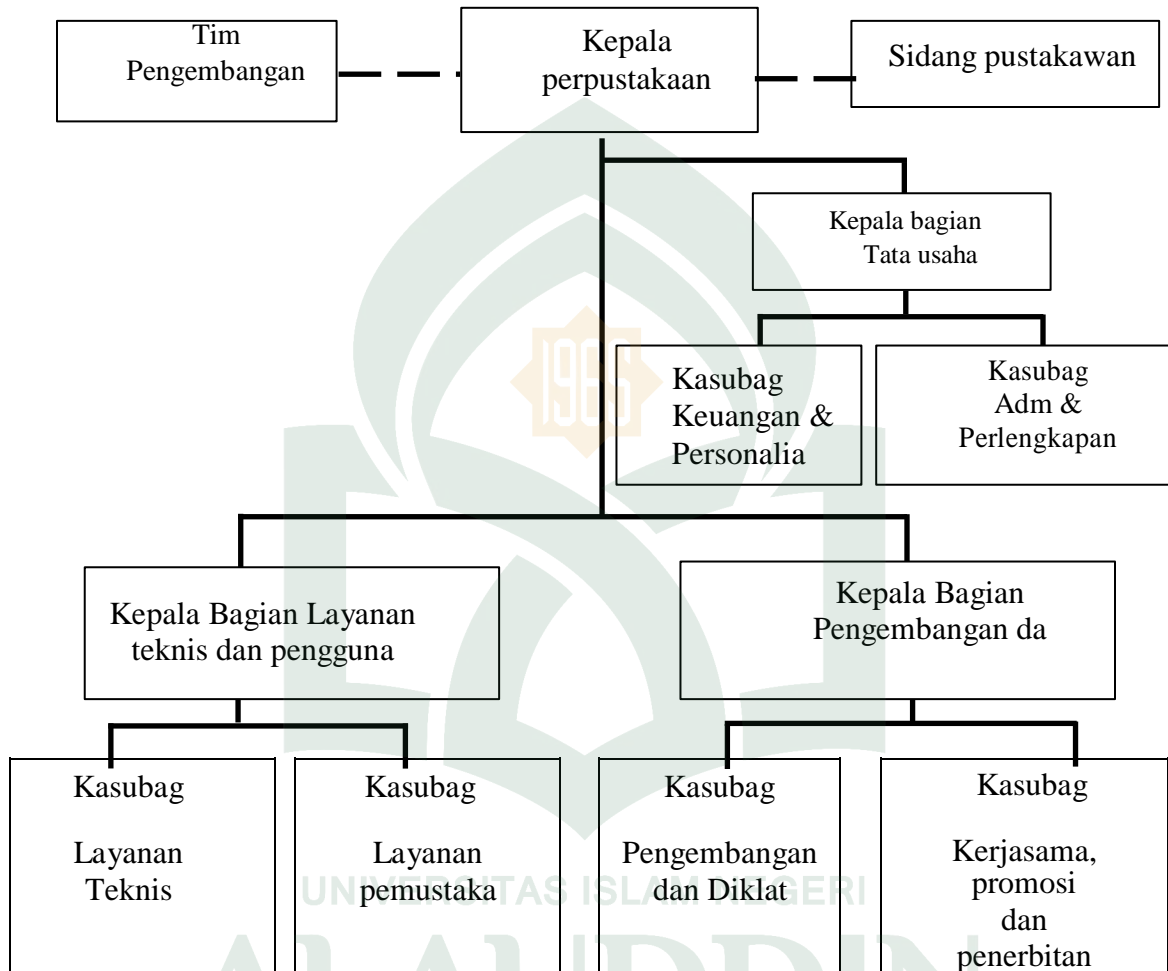 Tim
Pengembangan
Kepala
perpustakaan
Sidang pustakawan
Kepala bagian
Tata usaha
Kasubag
Keuangan &
Personalia
Kasubag
Adm &
Perlengkapan
1965
Kepala Bagian Layanan
teknis dan pengguna
Kepala Bagian
Pengembangan da
Kasubag
Layanan
Teknis
Kasubag
Layanan
pemustaka
Kasubag
Pengembangan
dan Diklat
Kasubag
Kerjasama,
promosi
dan
penerbitan
UNIVERSITAS ISLAM NEGERI
ALAUDDIN